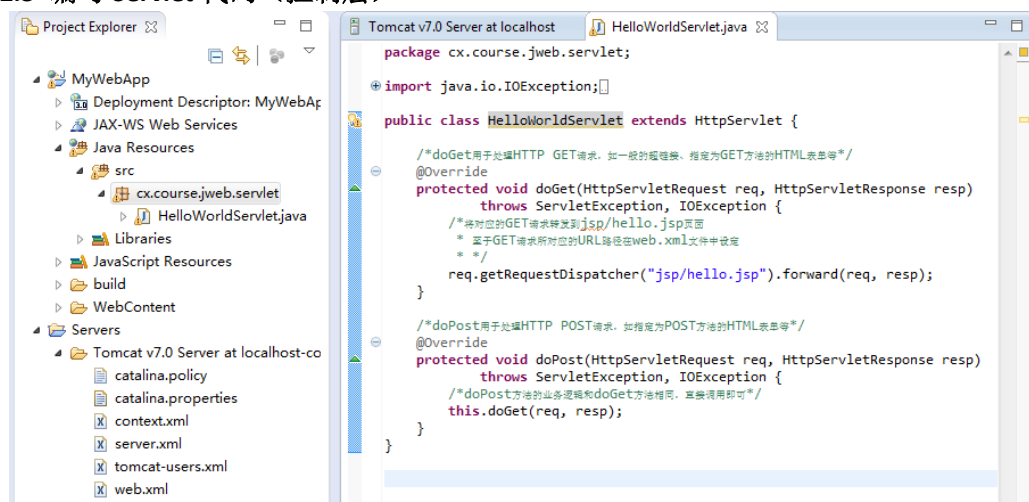 Project Explorer
MyWebApp
Deployment Descriptor: MyWebAp
JAX-WS Web Services
Java Resources
src
cx.course.jweb.servlet
HelloWorldServlet.java
Libraries
JavaScript Resources
build
WebContent
Servers
Tomcat v7.0 Server at localhost-co
catalina.policy
catalina.properties
context.xml
server.xml
tomcat-users.xml
web.xml
Tomcat v7.0 Server at localhost
HelloWorldServlet.java
package cx.course.jweb.servlet;
import java.io.IOException;
public class HelloWorldServlet extends HttpServlet {
/*doGet用于处理HTTP GET请求. 如一般的超链接、指定为GET方法的HTML表单等*/
@Override
protected void doGet(HttpServletRequest req, HttpServletResponse resp)
throws ServletException, IOException {
/*将对应的GET请求转发到jsp/hello.jsp页面
* 至于GET请求所对应的URL路径在web.xml文件中设定
* */
req.getRequestDispatcher("jsp/hello.jsp").forward(req, resp);
}
/*doPost用于处理HTTP POST请求. 如指定为POST方法的HTML表单等*/
@Override
protected void doPost(HttpServletRequest req, HttpServletResponse resp)
throws ServletException, IOException {
/*doPost方法的业务逻辑和doGet方法相同. 直接调用即可*/
this.doGet(req, resp);
}
}